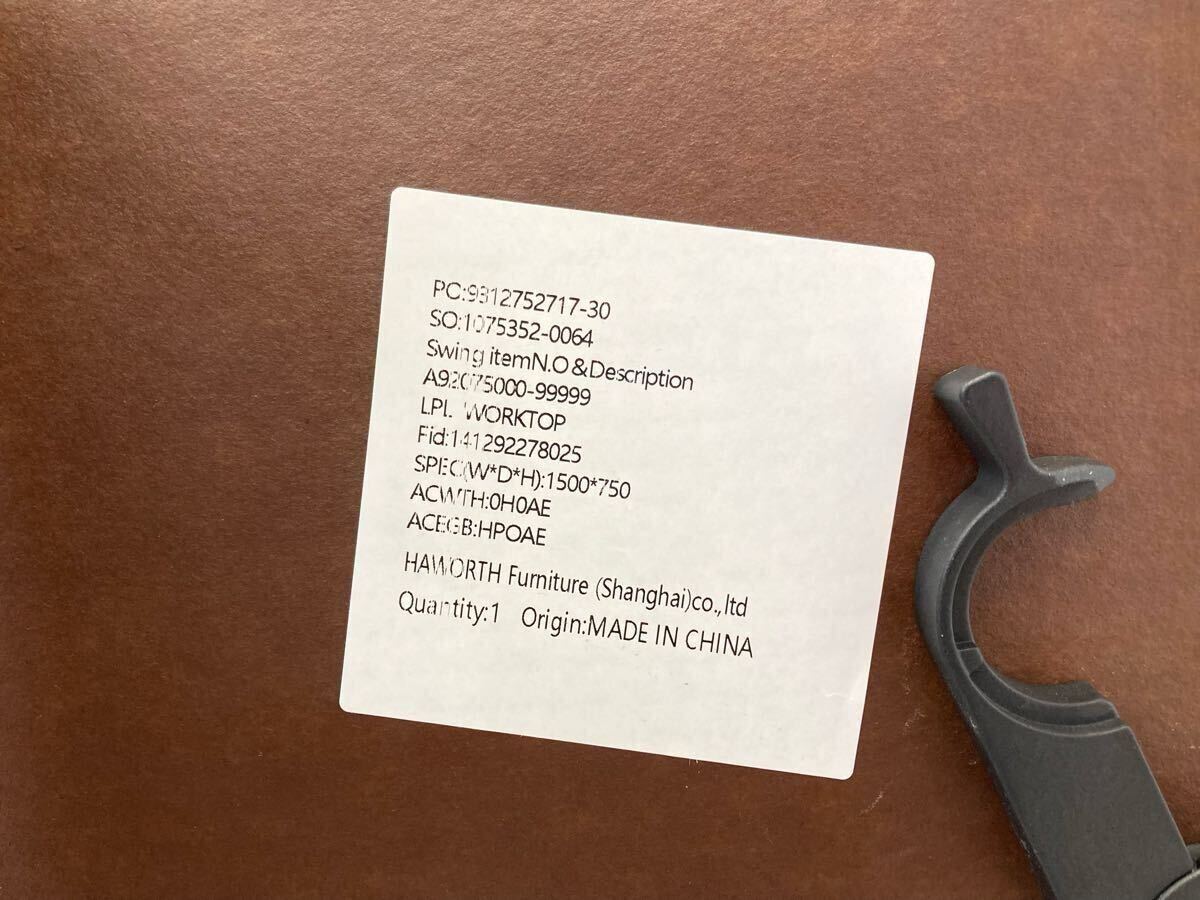 PO:9312752717-30
SO:1075352-0064
Swing itemN.O&Description
A92075000-99999
LPL WORKTOP
Fid:141292278025
SPEC(W*D*H):1500*750
ACWTH:0H0AE
ACEGB:HPOAE
HAWORTH Furniture (Shanghai)co.,ltd
Quantity:1 Origin:MADE IN CHINA